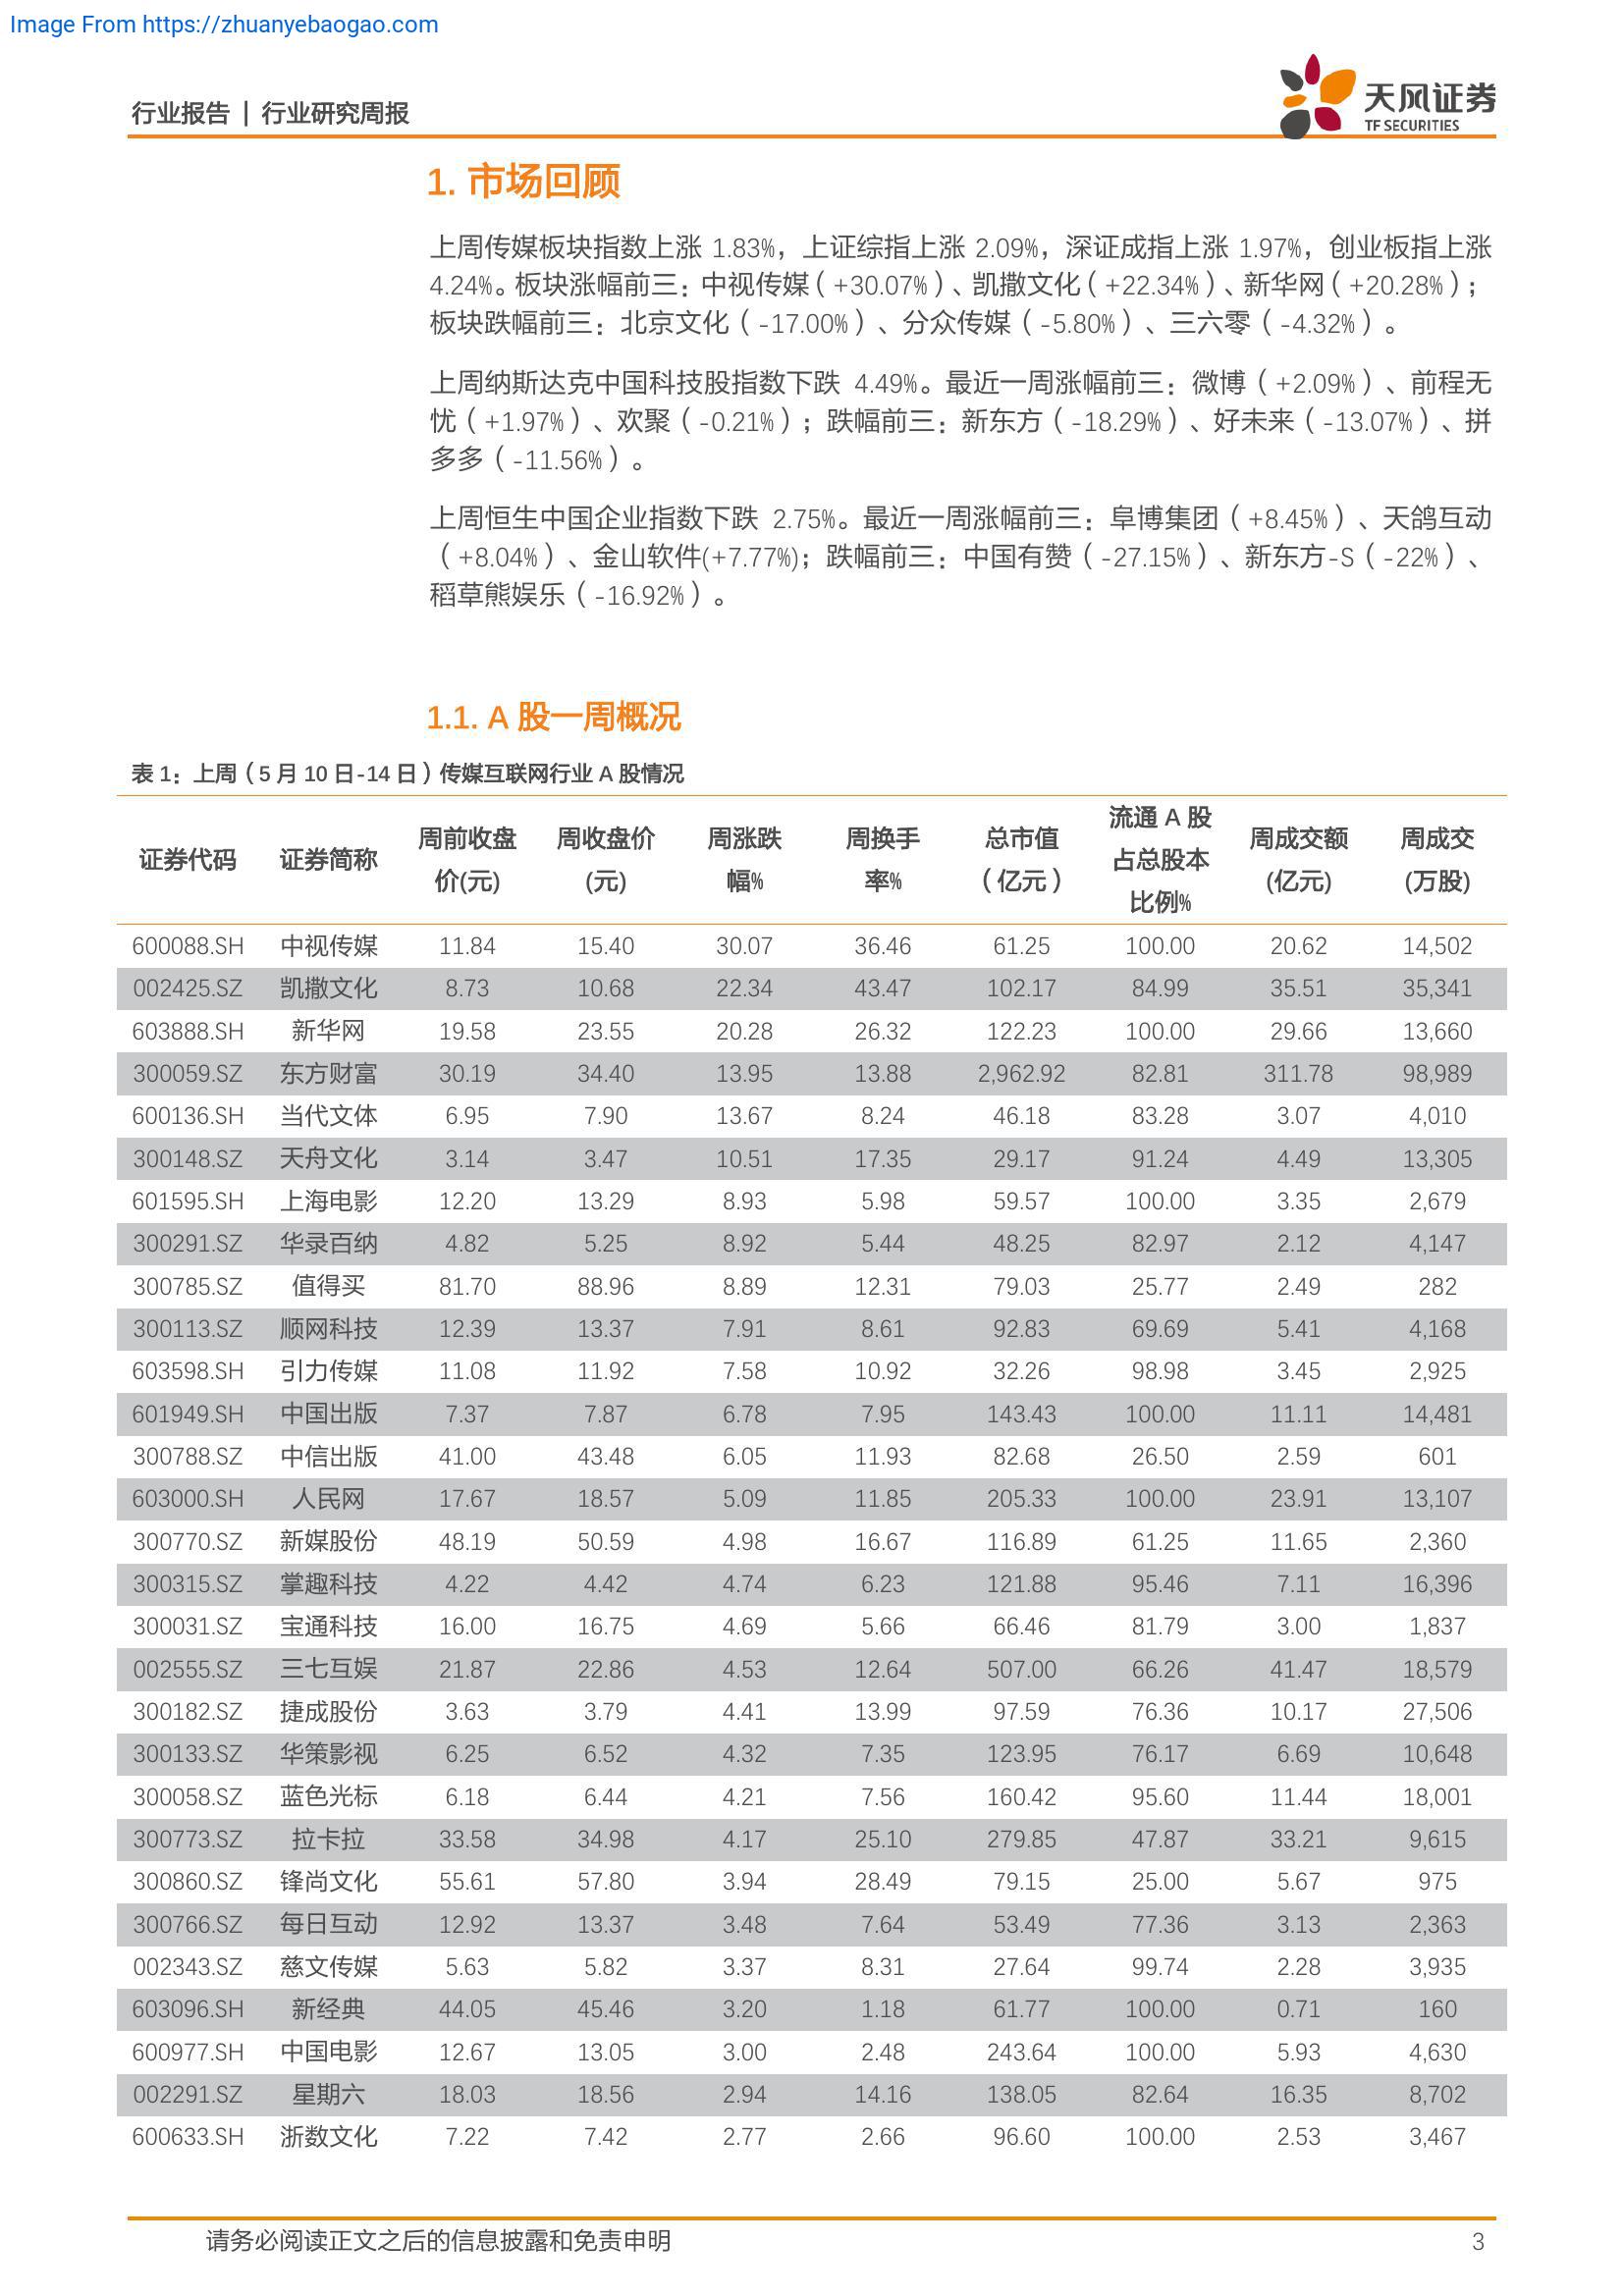 Image From https://zhuanyebaogao.com
行业报告 | 行业研究周报
天风证券
TF SECURITIES
1. 市场回顾
上周传媒板块指数上涨 1.83%，上证综指上涨 2.09%，深证成指上涨 1.97%，创业板指上涨
4.24%。板块涨幅前三：中视传媒（+30.07%）、凯撒文化（+22.34%）、新华网（+20.28%）；
板块跌幅前三：北京文化（-17.00%）、分众传媒（-5.80%）、三六零（-4.32%）。
上周纳斯达克中国科技股指数下跌 4.49%。最近一周涨幅前三：微博（+2.09%）、前程无
忧（+1.97%）、欢聚（-0.21%）；跌幅前三：新东方（-18.29%）、好未来（-13.07%）、拼
多多（-11.56%）。
上周恒生中国企业指数下跌 2.75%。最近一周涨幅前三：阜博集团（+8.45%）、天鸽互动
（+8.04%）、金山软件(+7.77%)；跌幅前三：中国有赞（-27.15%）、新东方-S（-22%）、
稻草熊娱乐（-16.92%）。
1.1. A 股一周概况
表 1：上周（5 月 10 日-14 日）传媒互联网行业 A 股情况
证券代码 证券简称 周前收盘价(元) 周收盘价(元) 周涨跌幅% 周换手率% 总市值（亿元） 流通 A 股占总股本比例% 周成交额(亿元) 周成交(万股)
600088.SH 中视传媒 11.84 15.40 30.07 36.46 61.25 100.00 20.62 14,502
002425.SZ 凯撒文化 8.73 10.68 22.34 43.47 102.17 84.99 35.51 35,341
603888.SH 新华网 19.58 23.55 20.28 26.32 122.23 100.00 29.66 13,660
300059.SZ 东方财富 30.19 34.40 13.95 13.88 2,962.92 82.81 311.78 98,989
600136.SH 当代文体 6.95 7.90 13.67 8.24 46.18 83.28 3.07 4,010
300148.SZ 天舟文化 3.14 3.47 10.51 17.35 29.17 91.24 4.49 13,305
601595.SH 上海电影 12.20 13.29 8.93 5.98 59.57 100.00 3.35 2,679
300291.SZ 华录百纳 4.82 5.25 8.92 5.44 48.25 82.97 2.12 4,147
300785.SZ 值得买 81.70 88.96 8.89 12.31 79.03 25.77 2.49 282
300113.SZ 顺网科技 12.39 13.37 7.91 8.61 92.83 69.69 5.41 4,168
603598.SH 引力传媒 11.08 11.92 7.58 10.92 32.26 98.98 3.45 2,925
601949.SH 中国出版 7.37 7.87 6.78 7.95 143.43 100.00 11.11 14,481
300788.SZ 中信出版 41.00 43.48 6.05 11.93 82.68 26.50 2.59 601
603000.SH 人民网 17.67 18.57 5.09 11.85 205.33 100.00 23.91 13,107
300770.SZ 新媒股份 48.19 50.59 4.98 16.67 116.89 61.25 11.65 2,360
300315.SZ 掌趣科技 4.22 4.42 4.74 6.23 121.88 95.46 7.11 16,396
300031.SZ 宝通科技 16.00 16.75 4.69 5.66 66.46 81.79 3.00 1,837
002555.SZ 三七互娱 21.87 22.86 4.53 12.64 507.00 66.26 41.47 18,579
300182.SZ 捷成股份 3.63 3.79 4.41 13.99 97.59 76.36 10.17 27,506
300133.SZ 华策影视 6.25 6.52 4.32 7.35 123.95 76.17 6.69 10,648
300058.SZ 蓝色光标 6.18 6.44 4.21 7.56 160.42 95.60 11.44 18,001
300773.SZ 拉卡拉 33.58 34.98 4.17 25.10 279.85 47.87 33.21 9,615
300860.SZ 锋尚文化 55.61 57.80 3.94 28.49 79.15 25.00 5.67 975
300766.SZ 每日互动 12.92 13.37 3.48 7.64 53.49 77.36 3.13 2,363
002343.SZ 慈文传媒 5.63 5.82 3.37 8.31 27.64 99.74 2.28 3,935
603096.SH 新经典 44.05 45.46 3.20 1.18 61.77 100.00 0.71 160
600977.SH 中国电影 12.67 13.05 3.00 2.48 243.64 100.00 5.93 4,630
002291.SZ 星期六 18.03 18.56 2.94 14.16 138.05 82.64 16.35 8,702
600633.SH 浙数文化 7.22 7.42 2.77 2.66 96.60 100.00 2.53 3,467
请务必阅读正文之后的信息披露和免责申明 3